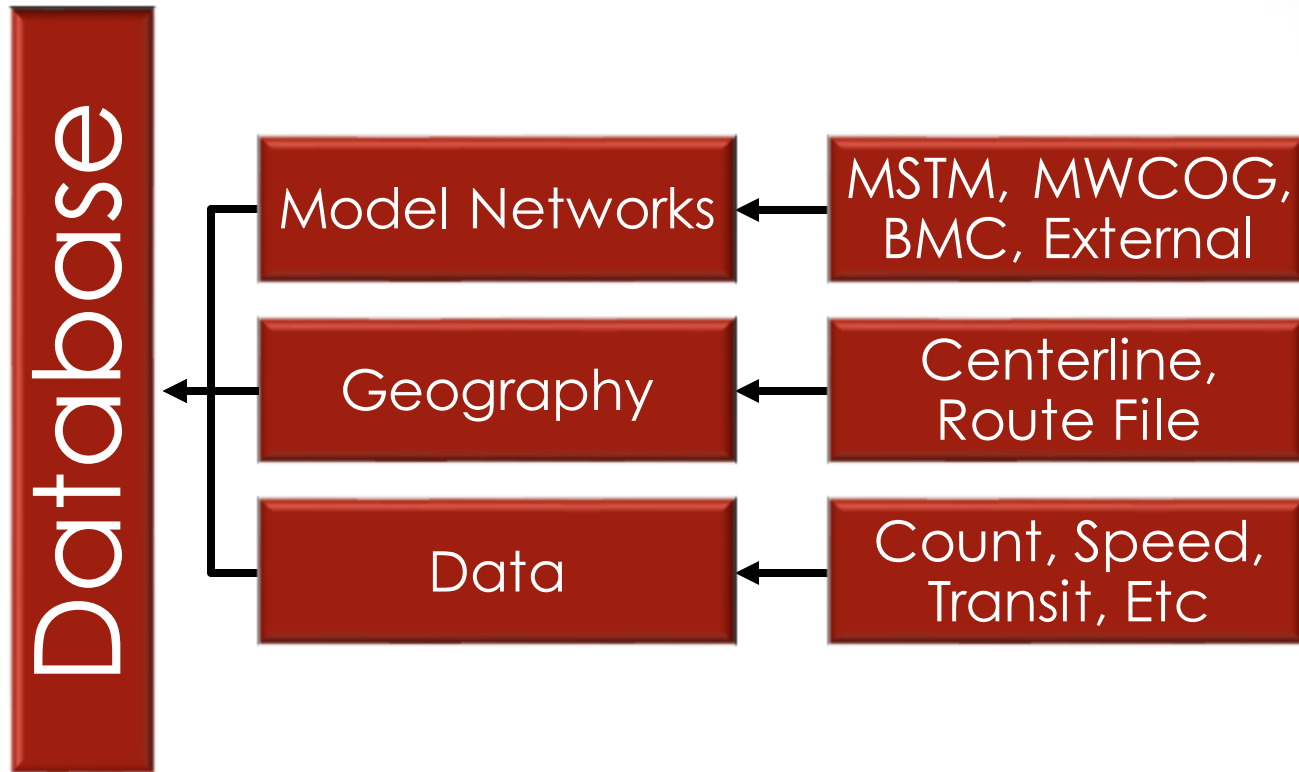 Database
Model Networks
MSTM, MWCOG,
BMC, External
Geography
Centerline,
Route File
Data
Count, Speed,
Transit, Etc